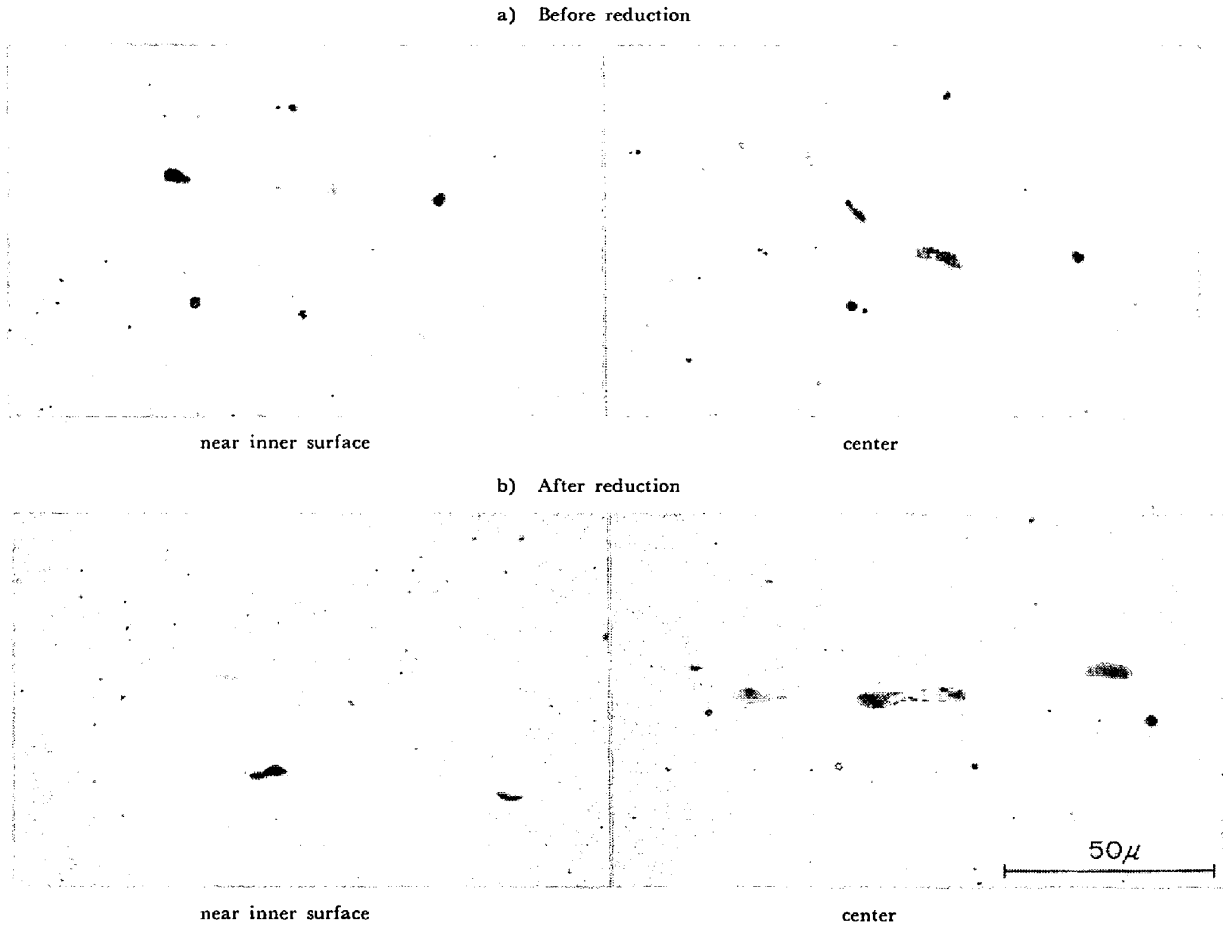 a) Before reduction
near inner surface
center
b) After reduction
50μ
near inner surface
center